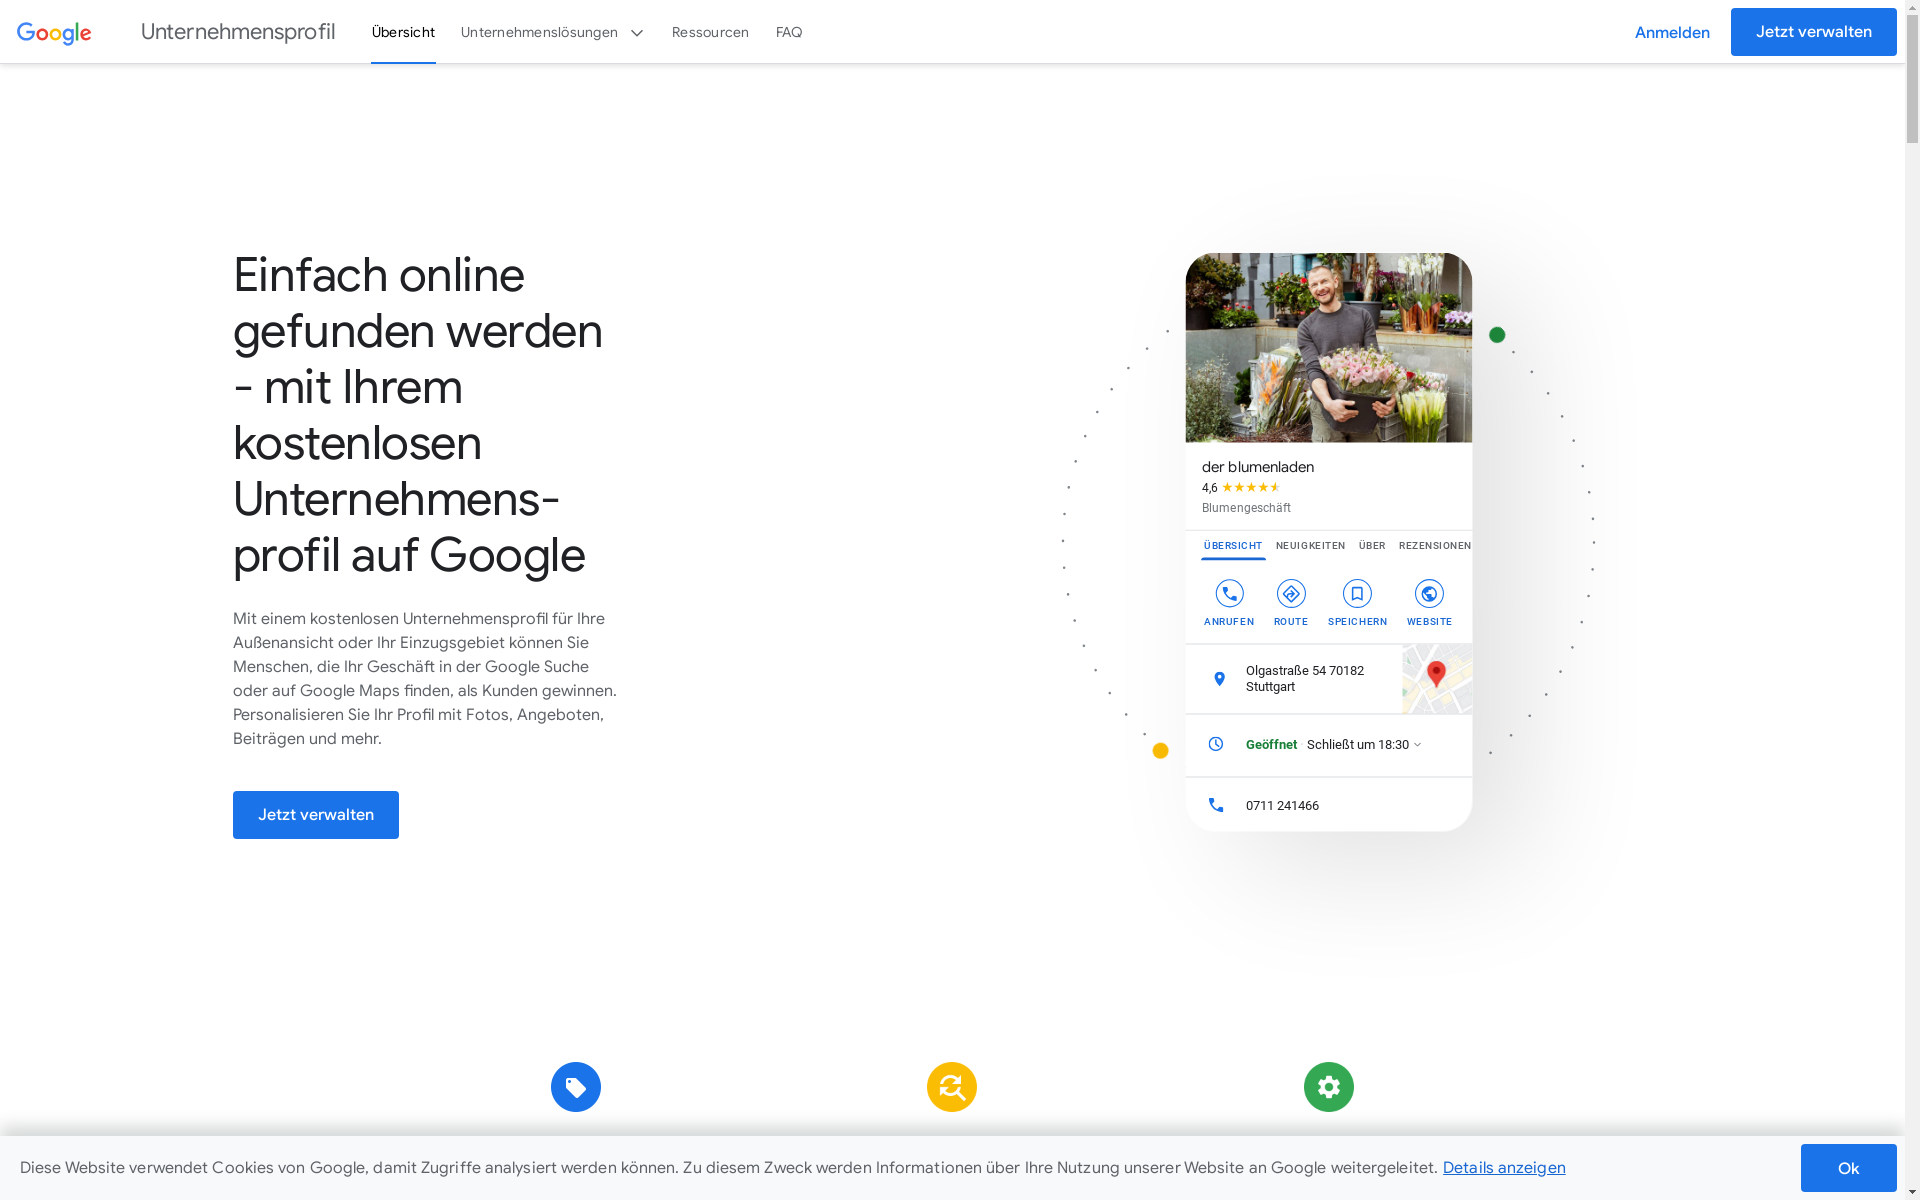 Google Unternehmensprofil Übersicht Unternehmenslösungen Ressourcen FAQ Anmelden Jetzt verwalten
Einfach online
gefunden werden
- mit Ihrem
kostenlosen
Unternehmens-
profil auf Google
Mit einem kostenlosen Unternehmensprofil für Ihre
Außenansicht oder Ihr Einzugsgebiet können Sie
Menschen, die Ihr Geschäft in der Google Suche
oder auf Google Maps finden, als Kunden gewinnen.
Personalisieren Sie Ihr Profil mit Fotos, Angeboten,
Beiträgen und mehr.
Jetzt verwalten
der blumenladen
4,6
Blumengeschäft
ÜBERSICHT NEUIGKEITEN ÜBER REZENSIONEN
ANRUFEN ROUTE SPEICHERN WEBSITE
Olgastraße 54 70182
Stuttgart
Geöffnet Schließt um 18:30
0711 241466
Diese Website verwendet Cookies von Google, damit Zugriffe analysiert werden können. Zu diesem Zweck werden Informationen über Ihre Nutzung unserer Website an Google weitergeleitet. Details anzeigen Ok